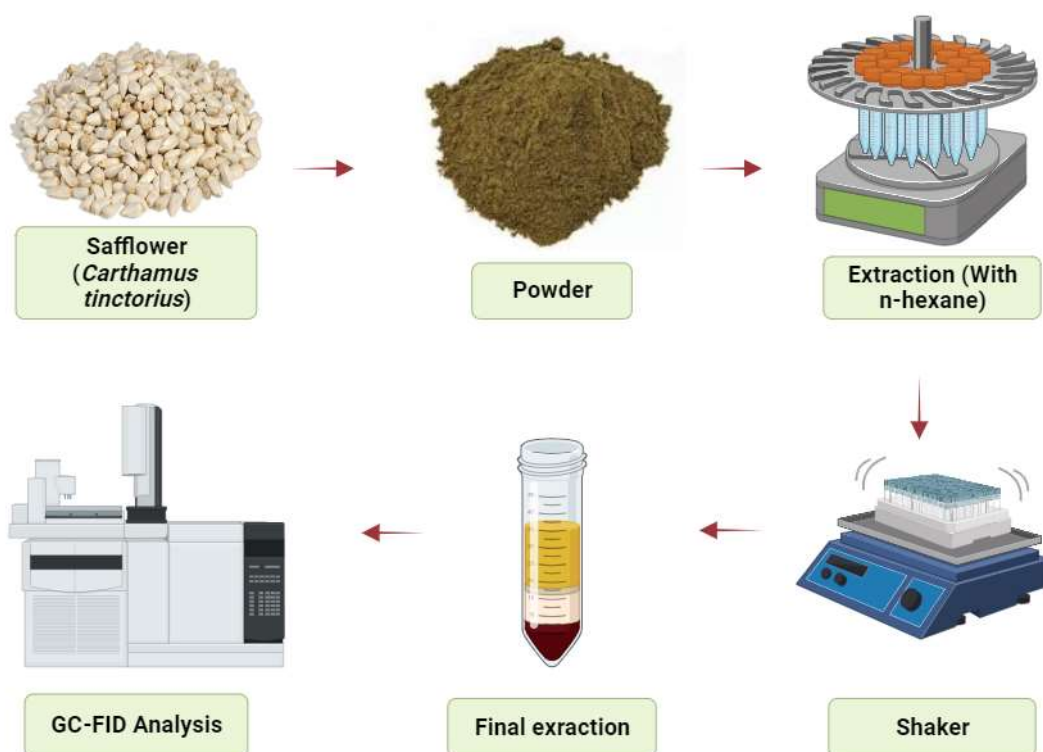 Safflower
(Carthamus
tinctorius)
Powder
Extraction (With
n-hexane)
GC-FID Analysis
Final exraction
Shaker